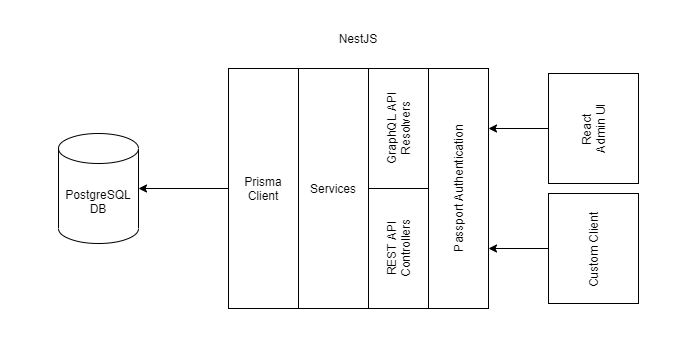 NestJS
PostgreSQL
DB
Prisma
Client
Services
GraphQL API
Resolvers
REST API
Controllers
Passport Authentication
React
Admin UI
Custom Client